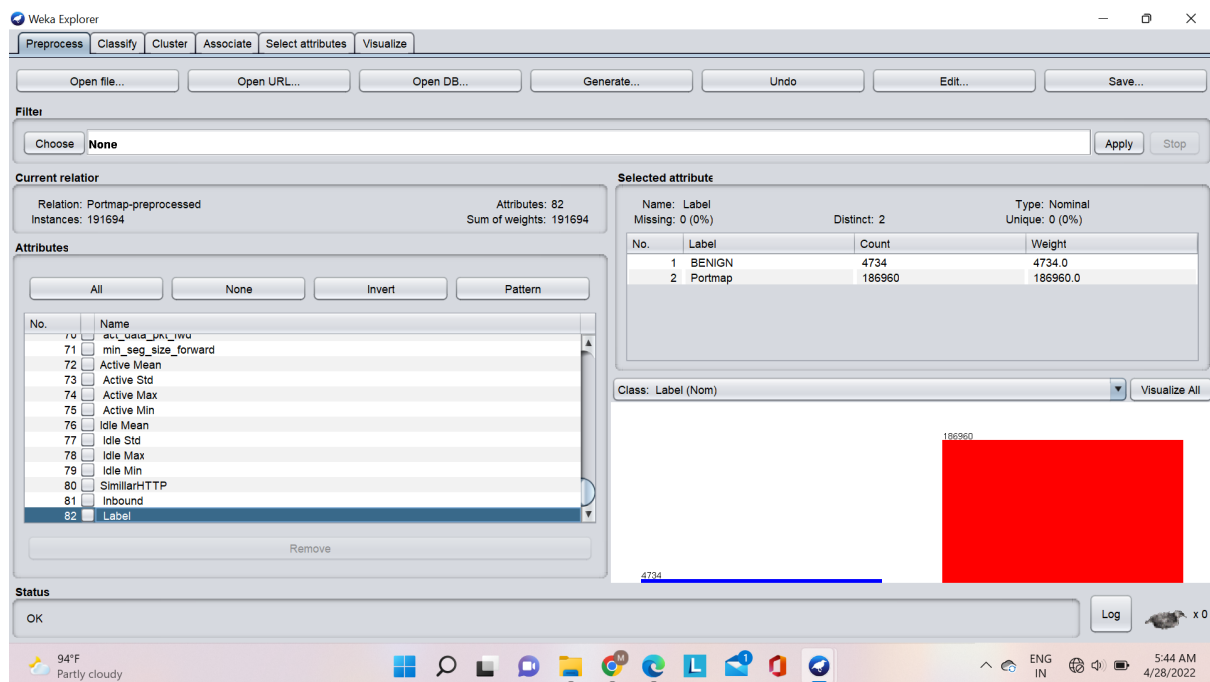 Weka Explorer
Preprocess Classify Cluster Associate Select attributes Visualize
Open file... Open URL... Open DB... Generate... Undo Edit... Save...
Filter
Choose None Apply Stop
Current relation
Relation: Portmap-preprocessed Attributes: 82
Instances: 191694 Sum of weights: 191694
Attributes
All None Invert Pattern
No. Name
70 act_data_pkt_fwd
71 min_seg_size_forward
72 Active Mean
73 Active Std
74 Active Max
75 Active Min
76 Idle Mean
77 Idle Std
78 Idle Max
79 Idle Min
80 SimillarHTTP
81 Inbound
82 Label
Remove
Selected attribute
Name: Label Type: Nominal
Missing: 0 (0%) Distinct: 2 Unique: 0 (0%)
No. Label Count Weight
1 BENIGN 4734 4734.0
2 Portmap 186960 186960.0
Class: Label (Nom) Visualize All
186960
4734
Status
OK
Log x 0
94°F
Partly cloudy
M
L
1
ENG
IN
5:44 AM
4/28/2022